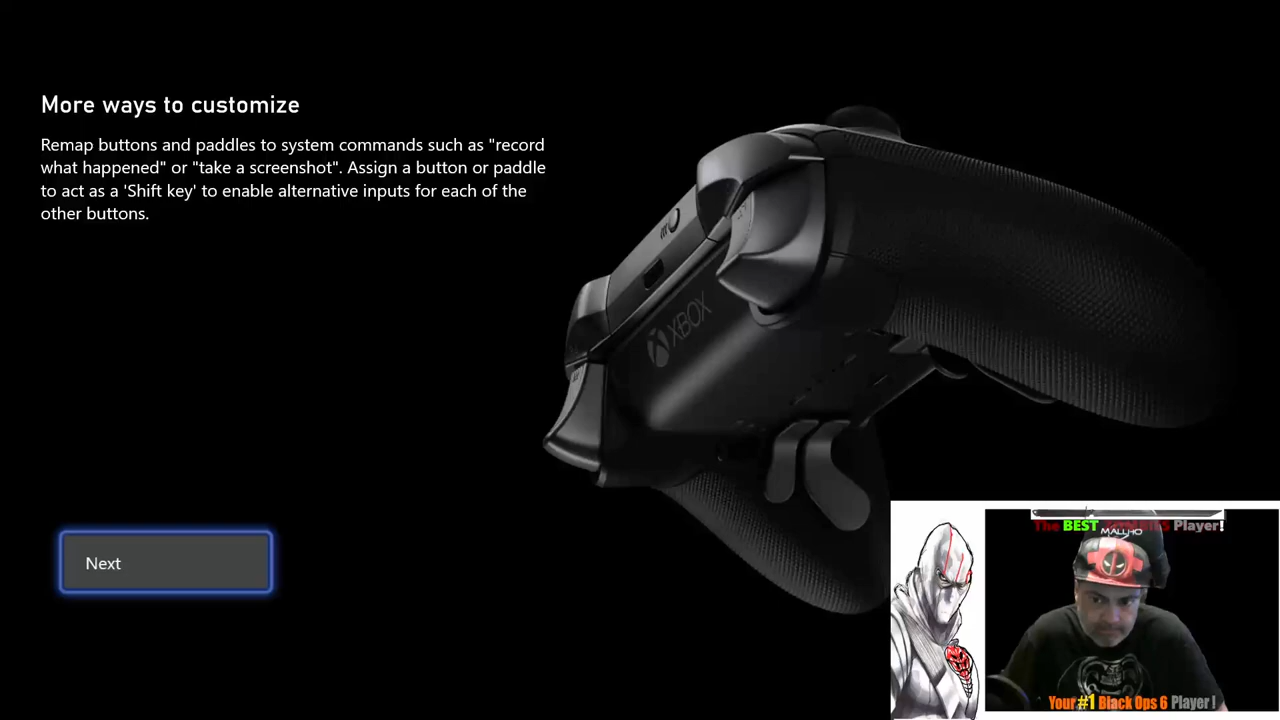 More ways to customize
Remap buttons and paddles to system commands such as "record
what happened" or "take a screenshot". Assign a button or paddle
to act as a 'Shift key' to enable alternative inputs for each of the
other buttons.
XBOX
Next
The BEST Player!
MALLHO
Your #1 Black Ops 6 Player !